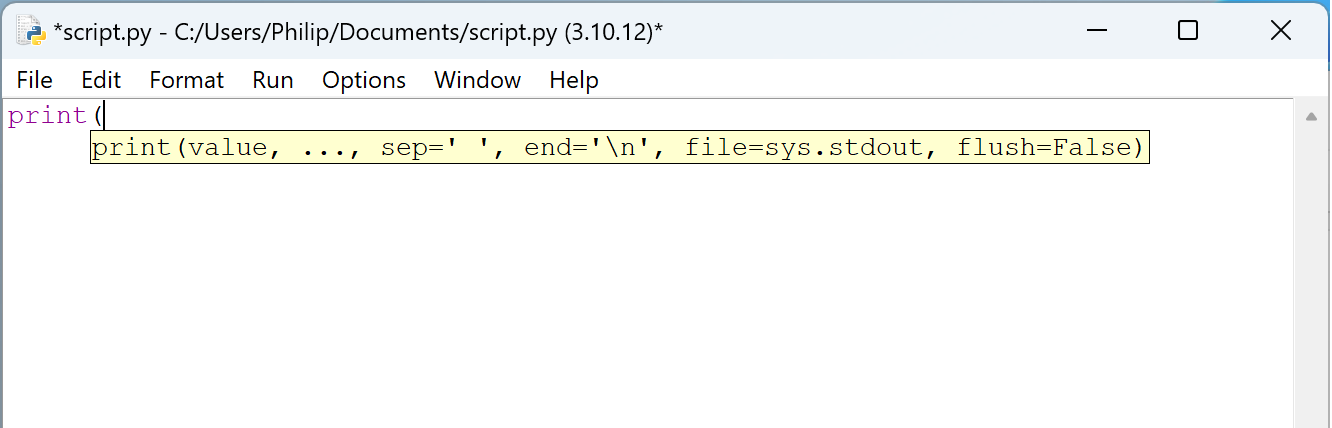 *script.py - C:/Users/Philip/Documents/script.py (3.10.12)*
File Edit Format Run Options Window Help
print(
print(value, ..., sep=' ', end='\n', file=sys.stdout, flush=False)